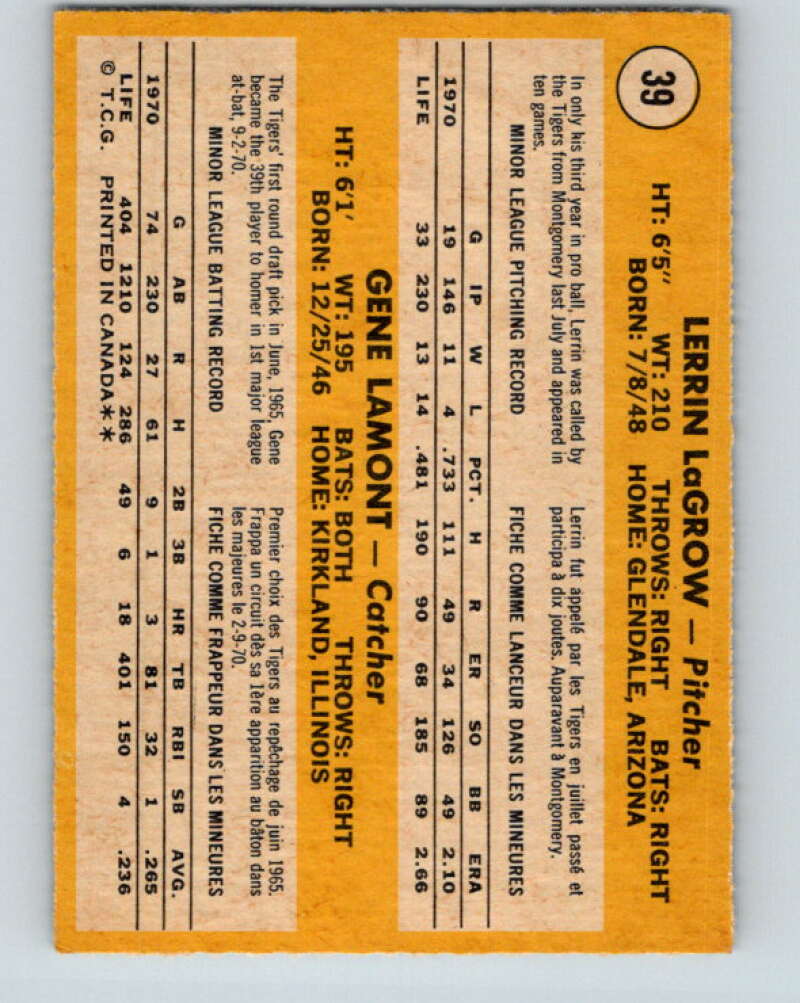 39
LERRIN LaGROW — Pitcher
HT: 6'5" WT: 210 THROWS: RIGHT BATS: RIGHT
BORN: 7/8/48 HOME: GLENDALE, ARIZONA
In only his third year in pro ball, Lerrin was called by
the Tigers from Montgomery last July and appeared in
ten games.
Lerrin fut appelé par les Tigers en juillet passé et
participa à dix joutes. Auparavant à Montgomery.
MINOR LEAGUE PITCHING RECORD FICHE COMME LANCEUR DANS LES MINEURES
G IP W L PCT. H R ER SO BB ERA
1970 19 146 11 4 .733 111 49 34 126 49 2.10
LIFE 33 230 13 14 .481 190 90 68 185 89 2.66
GENE LAMONT — Catcher
HT: 6'1' WT: 195 BATS: BOTH THROWS: RIGHT
BORN: 12/25/46 HOME: KIRKLAND, ILLINOIS
The Tigers' first round draft pick in June, 1965, Gene
became the 39th player to homer in 1st major league
at-bat, 9-2-70.
Premier choix des Tigers au repêchage de juin 1965.
Frappa un circuit dès sa 1ère apparition au bâton dans
les majeures le 2-9-70.
MINOR LEAGUE BATTING RECORD FICHE COMME FRAPPEUR DANS LES MINEURES
G AB R H 2B 3B HR TB RBI SB AVG.
1970 74 230 27 61 9 1 3 81 32 1 .265
LIFE 404 1210 124 286 49 6 18 401 150 4 .236
© T.C.G. PRINTED IN CANADA**